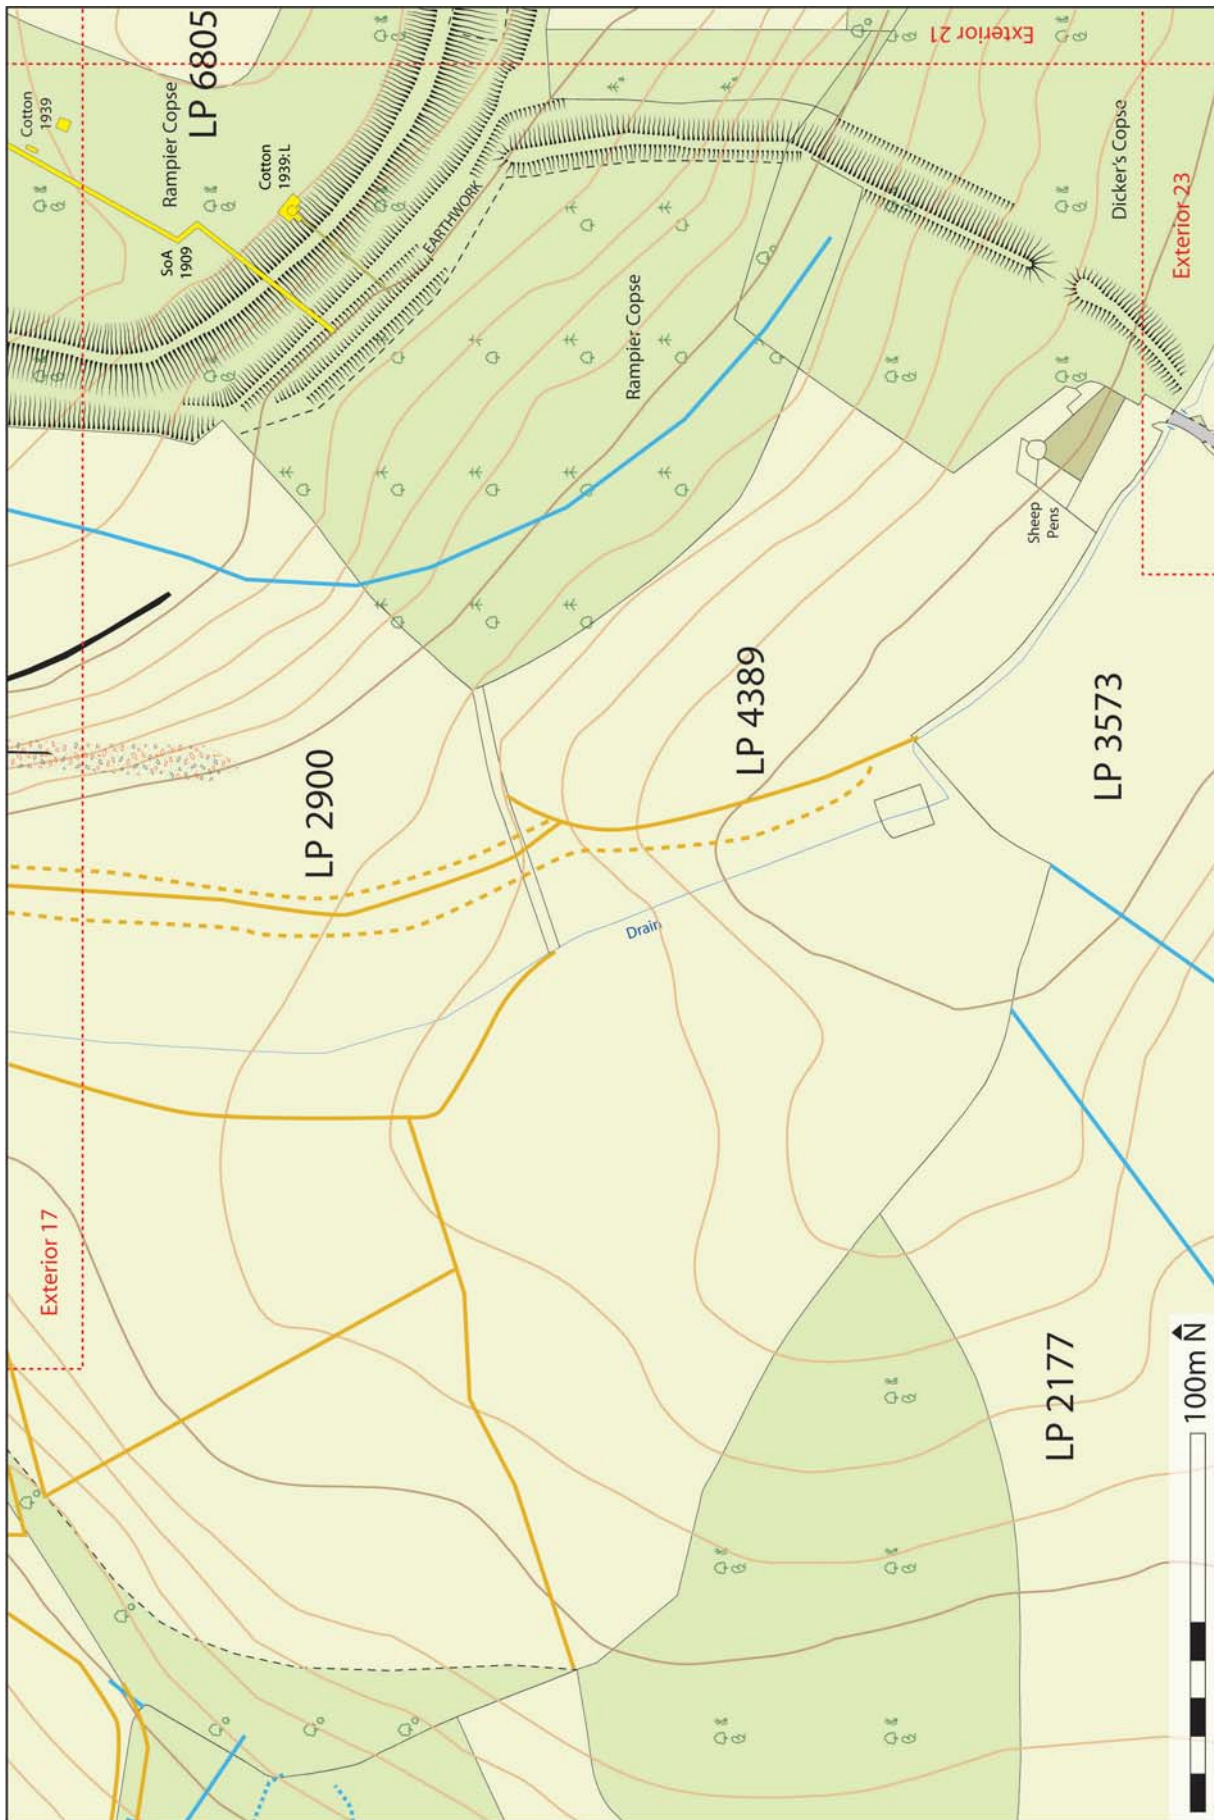 LP 6805
Cotton
1939
Rampier Copse
SoA
1909
Cotton
1939:L
EARTHWORK
Exterior 21
Dicker's Copse
Exterior 23
Rampier Copse
Sheep
Pens
LP 2900
LP 4389
LP 3573
Drain
Exterior 17
LP 2177
100m N